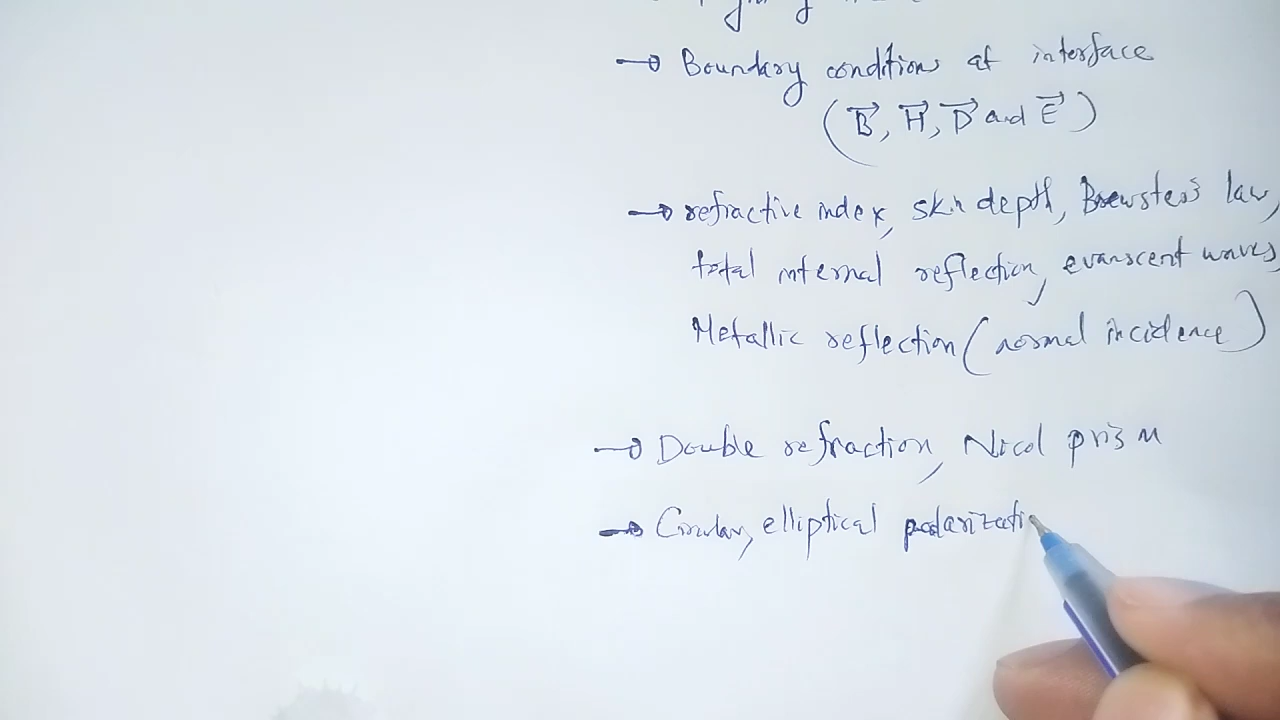 → Boundary conditions at interface
(B⃗, H⃗, D⃗ and E⃗)
→ refractive index, skin depth, Brewster's law,
total internal reflection, evanscent waves,
Metallic reflection (normal incidence)
→ Double refraction, Nicol prism
→ Circular, elliptical polarizati